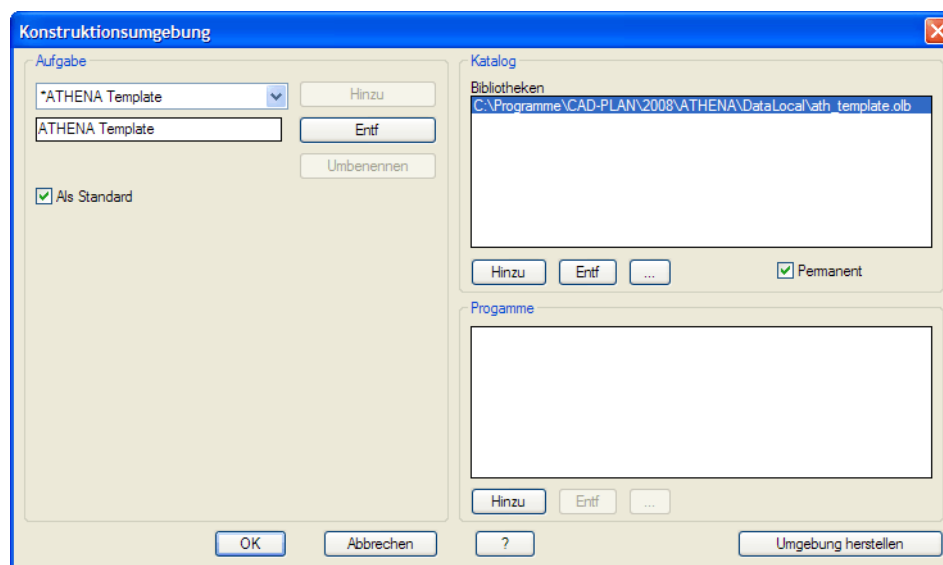 Konstruktionsumgebung
Aufgabe
*ATHENA Template
Hinzu
ATHENA Template
Entf
Umbenennen
Als Standard
Katalog
Bibliotheken
C:\Programme\CAD-PLAN\2008\ATHENA\DataLocal\ath_template.olb
Hinzu
Entf
...
Permanent
Progamme
Hinzu
Entf
...
OK
Abbrechen
?
Umgebung herstellen